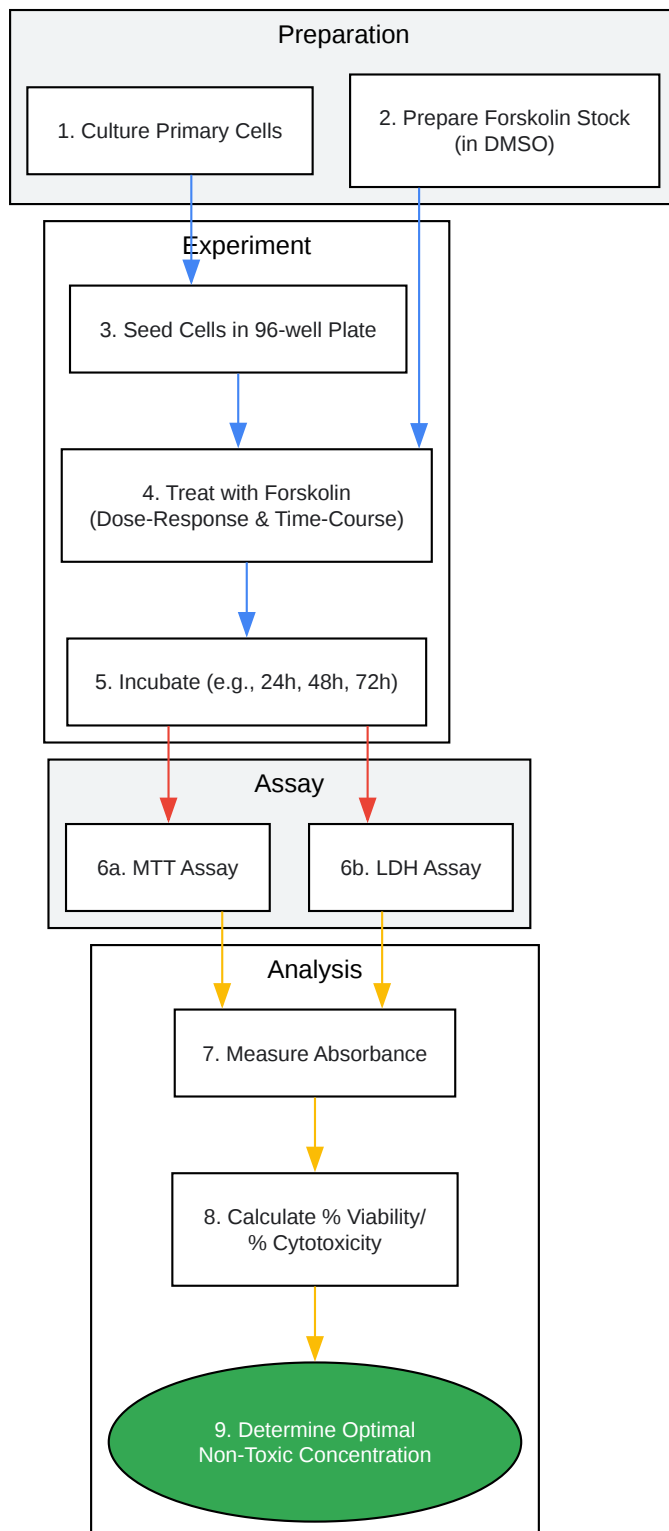 Preparation
1. Culture Primary Cells
2. Prepare Forskolin Stock
(in DMSO)
Experiment
3. Seed Cells in 96-well Plate
4. Treat with Forskolin
(Dose-Response & Time-Course)
5. Incubate (e.g., 24h, 48h, 72h)
Assay
6a. MTT Assay
6b. LDH Assay
Analysis
7. Measure Absorbance
8. Calculate % Viability/
% Cytotoxicity
9. Determine Optimal
Non-Toxic Concentration